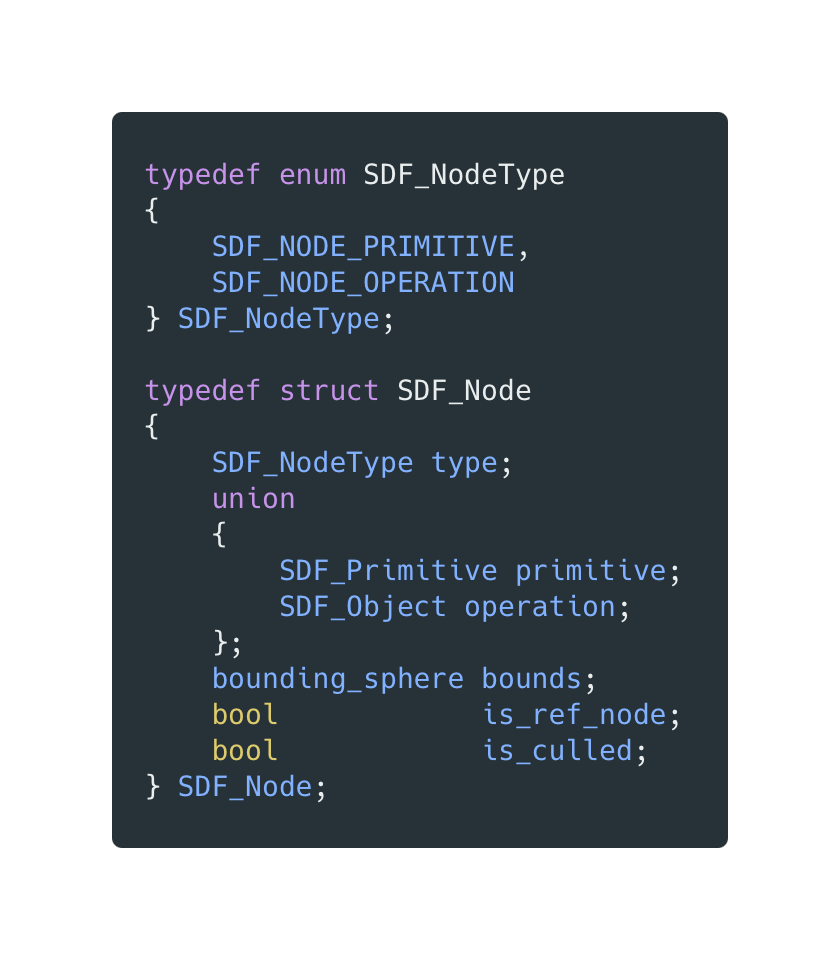 typedef enum SDF_NodeType
{
    SDF_NODE_PRIMITIVE,
    SDF_NODE_OPERATION
} SDF_NodeType;

typedef struct SDF_Node
{
    SDF_NodeType type;
    union
    {
        SDF_Primitive primitive;
        SDF_Object operation;
    };
    bounding_sphere bounds;
    bool            is_ref_node;
    bool            is_culled;
} SDF_Node;